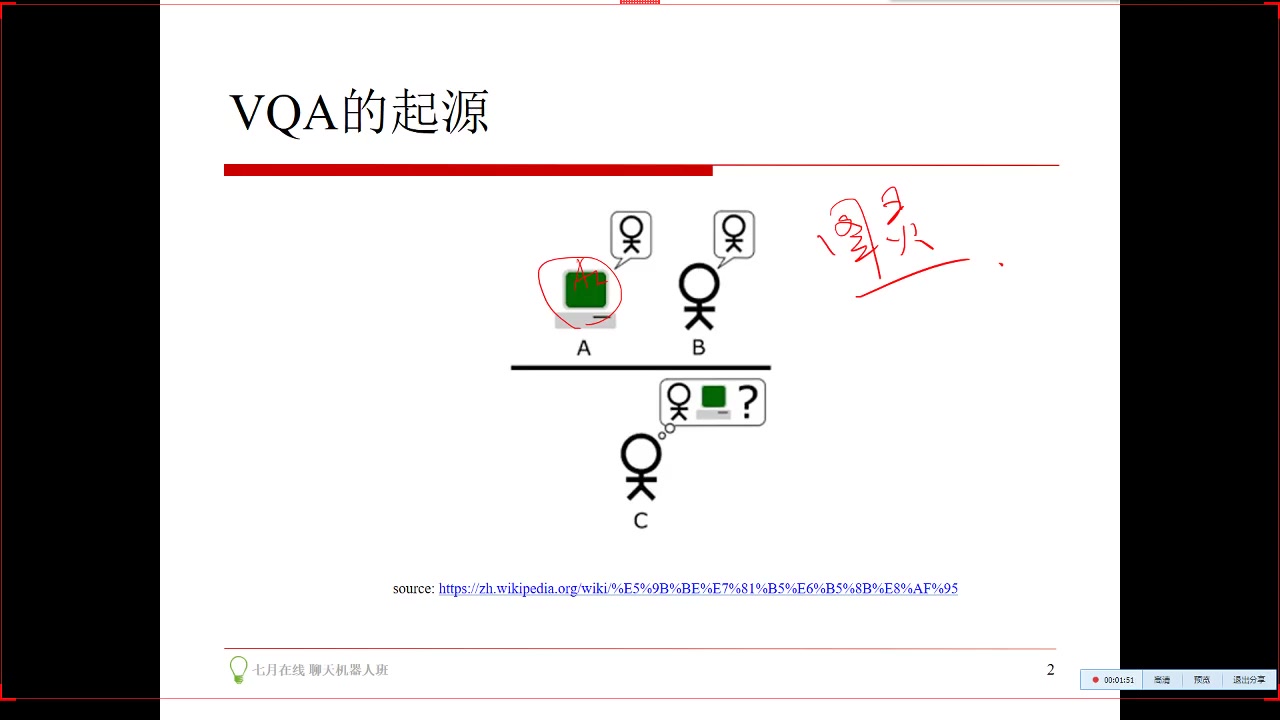 VQA的起源
图灵
AI
A
B
?
C
source: https://zh.wikipedia.org/wiki/%E5%9B%BE%E7%81%B5%E6%B5%8B%E8%AF%95
七月在线 聊天机器人班
2
00:01:51 高清 预览 退出分享